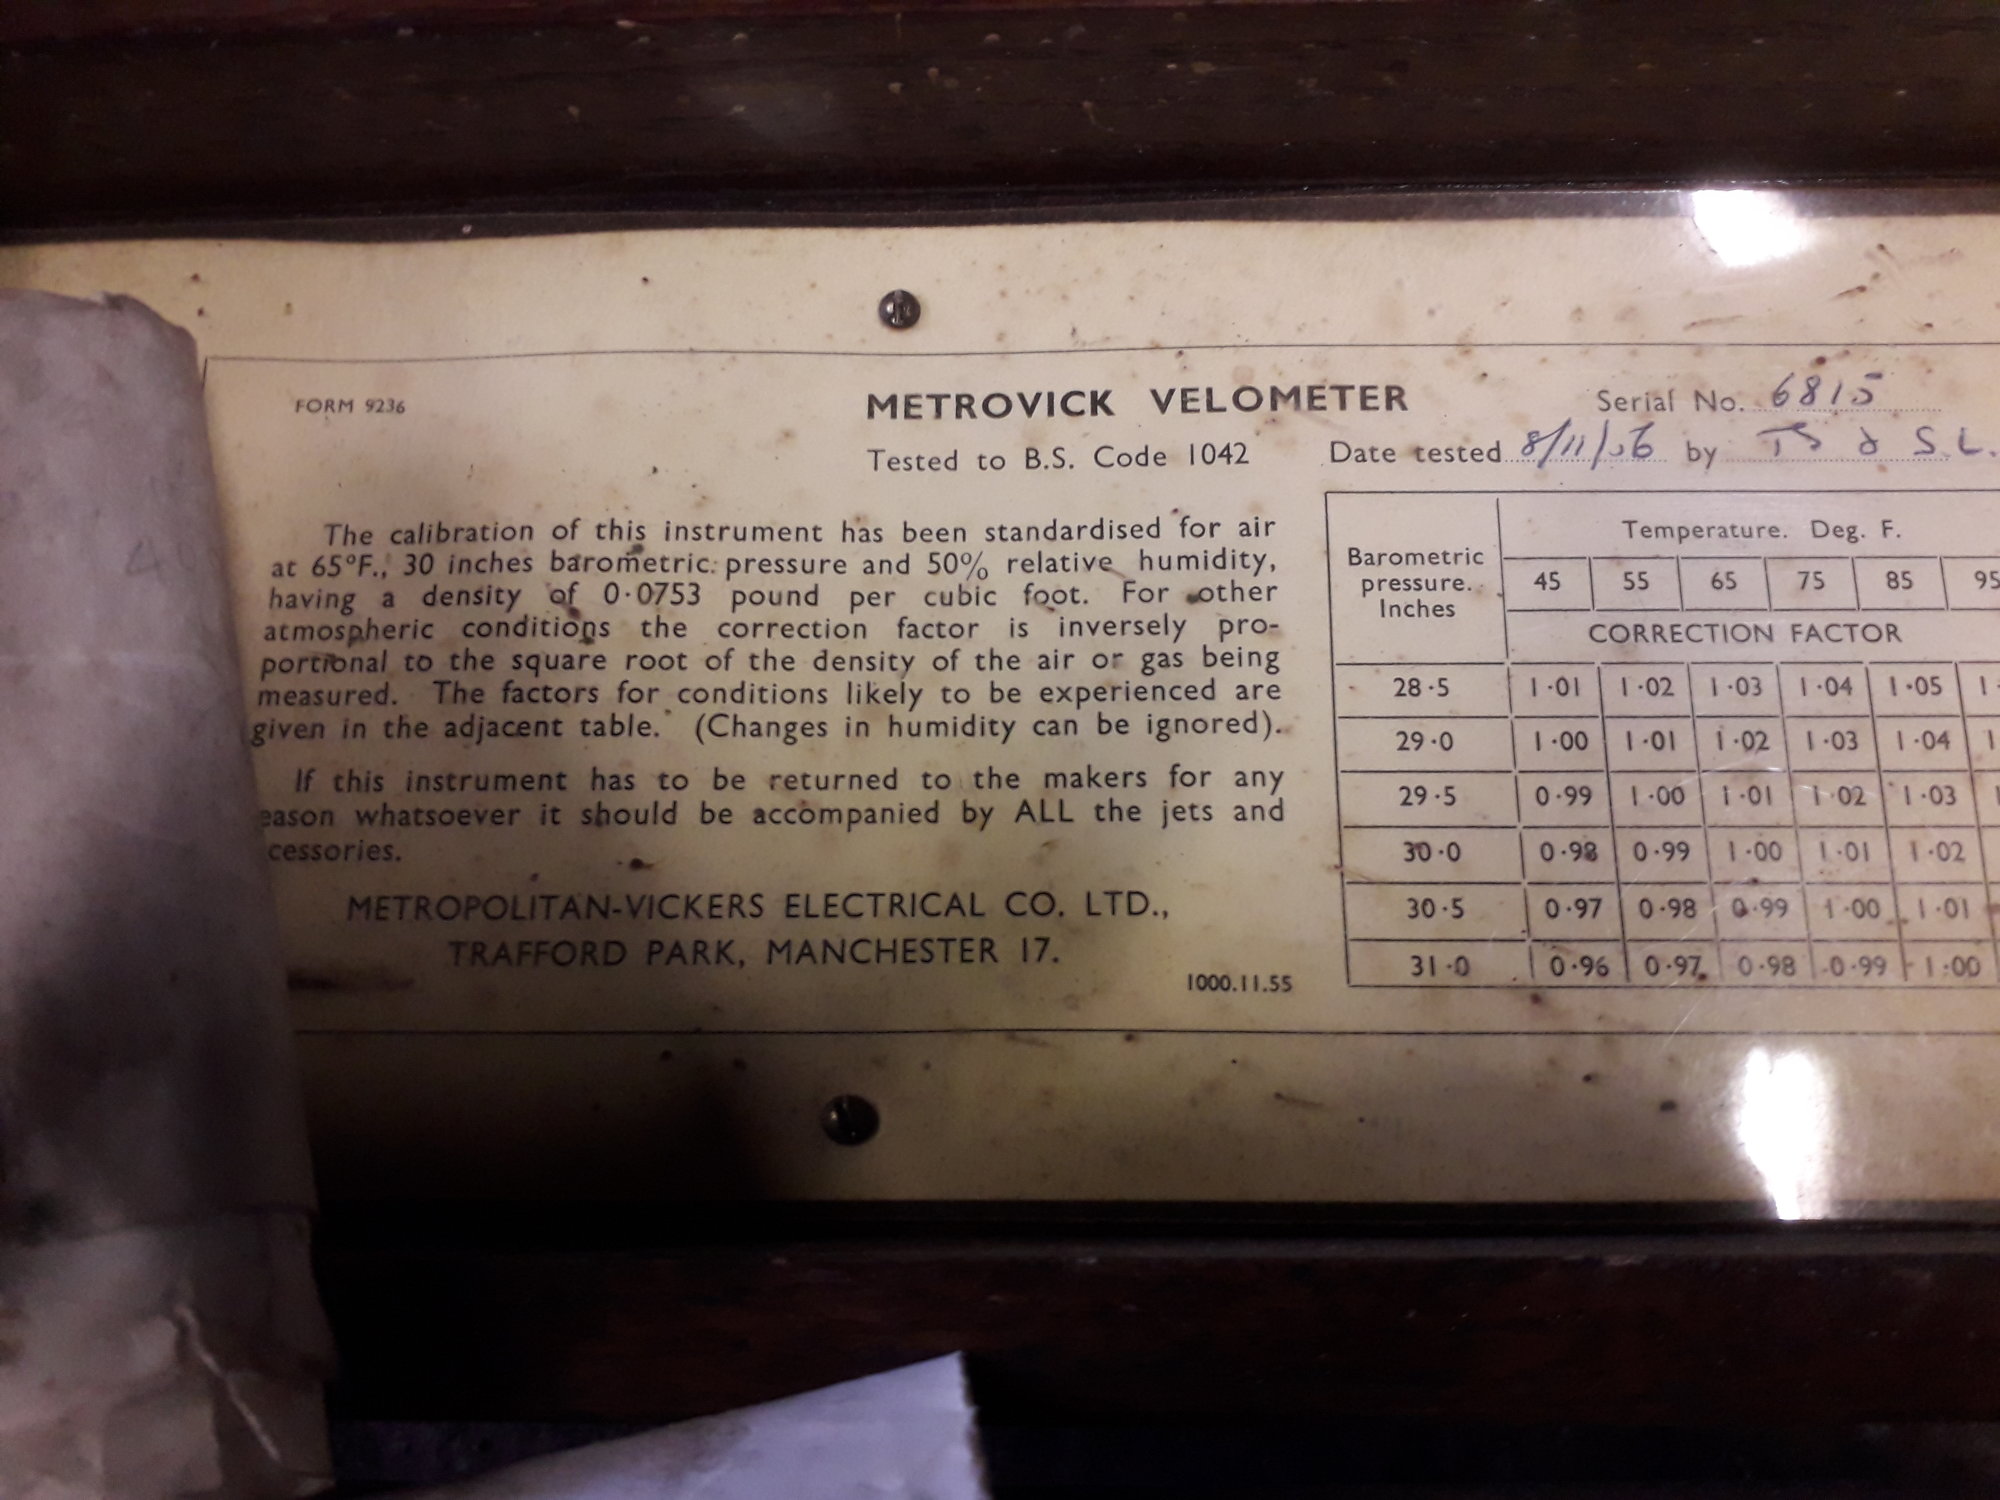 FORM 9236
METROVICK VELOMETER
Serial No. 6815
Tested to B.S. Code 1042
Date tested 8/11/56 by TS & S.L.
The calibration of this instrument has been standardised for air
at 65°F., 30 inches barometric pressure and 50% relative humidity,
having a density of 0·0753 pound per cubic foot. For other
atmospheric conditions the correction factor is inversely pro-
portional to the square root of the density of the air or gas being
measured. The factors for conditions likely to be experienced are
given in the adjacent table. (Changes in humidity can be ignored).
If this instrument has to be returned to the makers for any
eason whatsoever it should be accompanied by ALL the jets and
cessories.
METROPOLITAN-VICKERS ELECTRICAL CO. LTD.,
TRAFFORD PARK, MANCHESTER 17.
1000.11.55
Barometric
pressure.
Inches
Temperature. Deg. F.
45 55 65 75 85 95
CORRECTION FACTOR
28·5 1·01 1·02 1·03 1·04 1·05
29·0 1·00 1·01 1·02 1·03 1·04
29·5 0·99 1·00 1·01 1·02 1·03
30·0 0·98 0·99 1·00 1·01 1·02
30·5 0·97 0·98 0·99 1·00 1·01
31·0 0·96 0·97 0·98 0·99 1·00